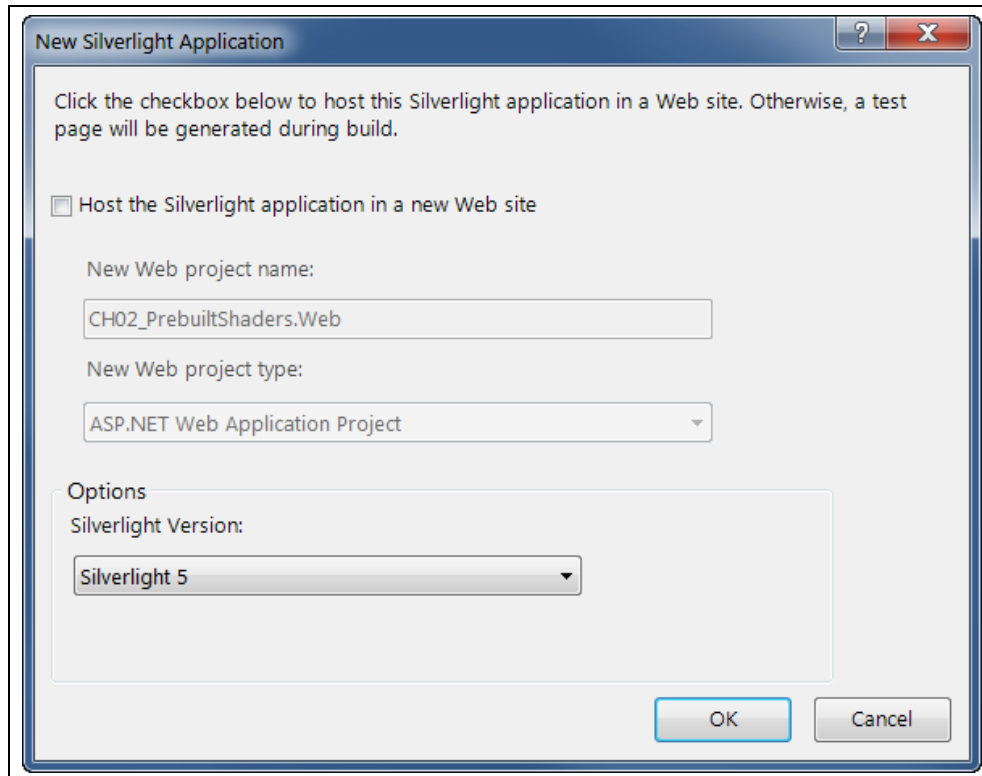 New Silverlight Application
?
X
Click the checkbox below to host this Silverlight application in a Web site. Otherwise, a test
page will be generated during build.
Host the Silverlight application in a new Web site
New Web project name:
CH02_PrebuiltShaders.Web
New Web project type:
ASP.NET Web Application Project
Options
Silverlight Version:
Silverlight 5
OK
Cancel